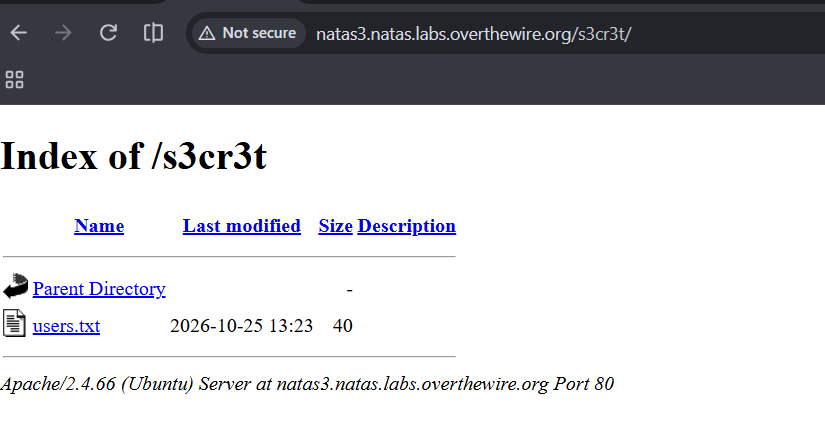 Not secure natas3.natas.labs.overthewire.org/s3cr3t/
Index of /s3cr3t
Name Last modified Size Description
Parent Directory -
users.txt 2026-10-25 13:23 40
Apache/2.4.66 (Ubuntu) Server at natas3.natas.labs.overthewire.org Port 80